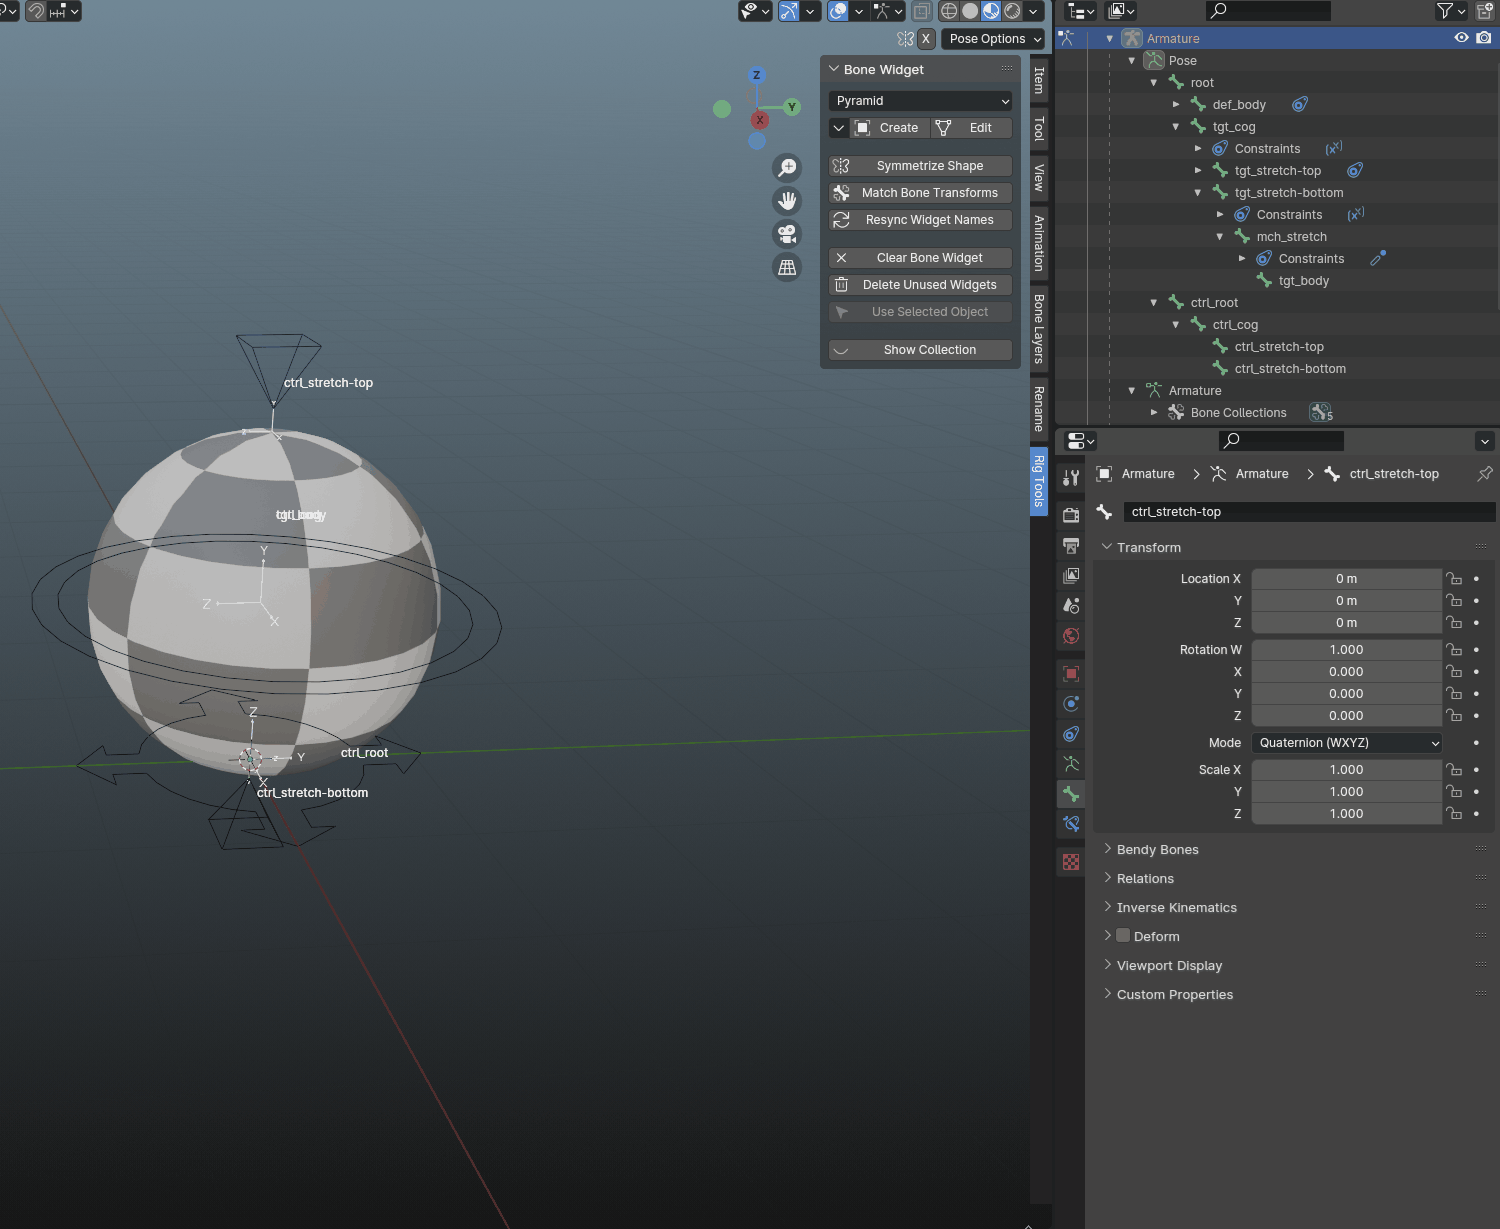 X
Pose Options
Bone Widget
Pyramid
Create
Edit
Symmetrize Shape
Match Bone Transforms
Resync Widget Names
Clear Bone Widget
Delete Unused Widgets
Use Selected Object
Show Collection
Item
Tool
View
Animation
Bone Layers
Rename
Rig Tools
Z
Y
X
ctrl_stretch-top
Y
Z
X
Z
Y
X
ctrl_root
ctrl_stretch-bottom
Armature
Pose
root
def_body
tgt_cog
Constraints
tgt_stretch-top
tgt_stretch-bottom
Constraints
mch_stretch
Constraints
tgt_body
ctrl_root
ctrl_cog
ctrl_stretch-top
ctrl_stretch-bottom
Armature
Bone Collections
5
Armature
Armature
ctrl_stretch-top
ctrl_stretch-top
Transform
Location X 0 m
Y 0 m
Z 0 m
Rotation W 1.000
X 0.000
Y 0.000
Z 0.000
Mode Quaternion (WXYZ)
Scale X 1.000
Y 1.000
Z 1.000
Bendy Bones
Relations
Inverse Kinematics
Deform
Viewport Display
Custom Properties